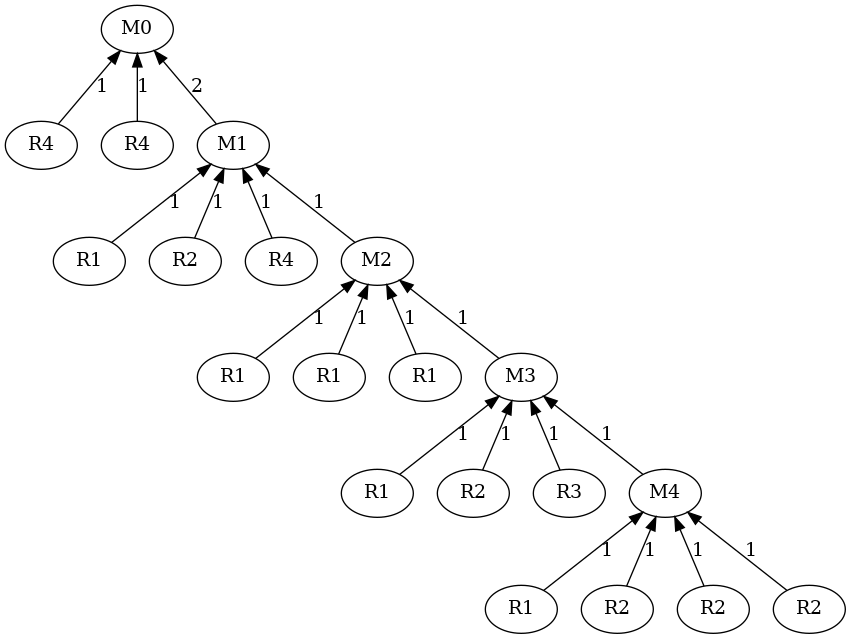 M0
1 1 2
R4 R4 M1
1 1 1 1
R1 R2 R4 M2
1 1 1 1
R1 R1 R1 M3
1 1 1 1
R1 R2 R3 M4
1 1 1 1
R1 R2 R2 R2